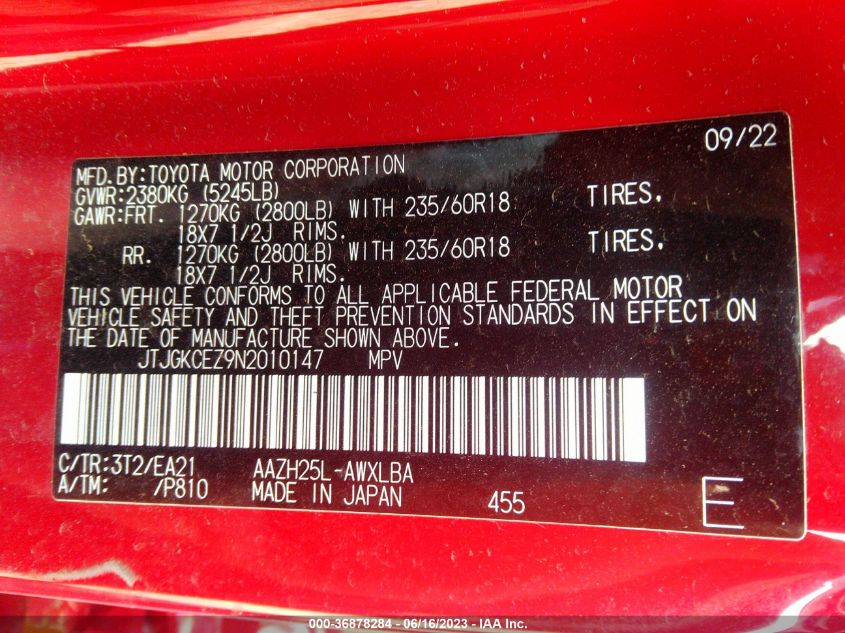 09/22
MFD.BY:TOYOTA MOTOR CORPORATION
GVWR:2380KG (5245LB)
GAWR:FRT. 1270KG (2800LB) WITH 235/60R18 TIRES,
18X7 1/2J RIMS.
RR. 1270KG (2800LB) WITH 235/60R18 TIRES,
18X7 1/2J RIMS.
THIS VEHICLE CONFORMS TO ALL APPLICABLE FEDERAL MOTOR
VEHICLE SAFETY AND THEFT PREVENTION STANDARDS IN EFFECT ON
THE DATE OF MANUFACTURE SHOWN ABOVE.
JTJGKCEZ9N2010147 MPV
C/TR:3T2/EA21 AAZH25L-AWXLBA
A/TM: /P810 MADE IN JAPAN 455 E
000-36878284 - 06/16/2023 - IAA Inc.